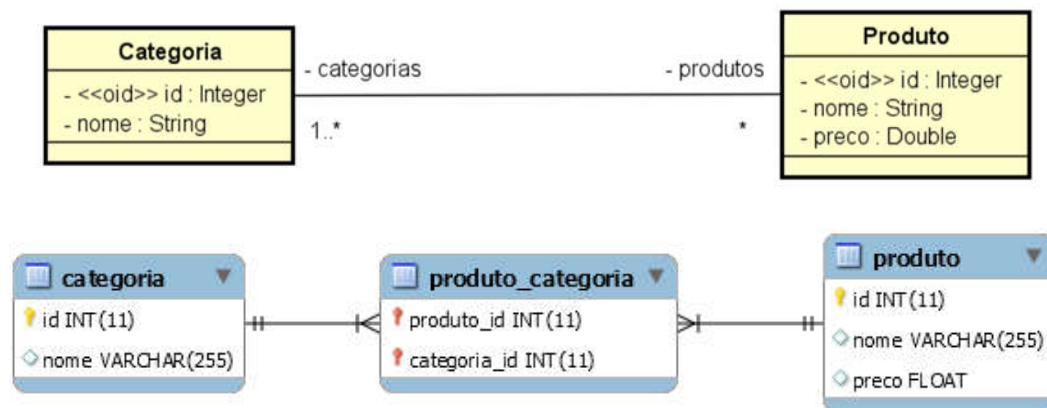 Categoria
- <<oid>> id : Integer
- nome : String
- categorias
1..*
- produtos
*
Produto
- <<oid>> id : Integer
- nome : String
- preco : Double
categoria
id INT(11)
nome VARCHAR(255)
produto_categoria
produto_id INT(11)
categoria_id INT(11)
produto
id INT(11)
nome VARCHAR(255)
preco FLOAT